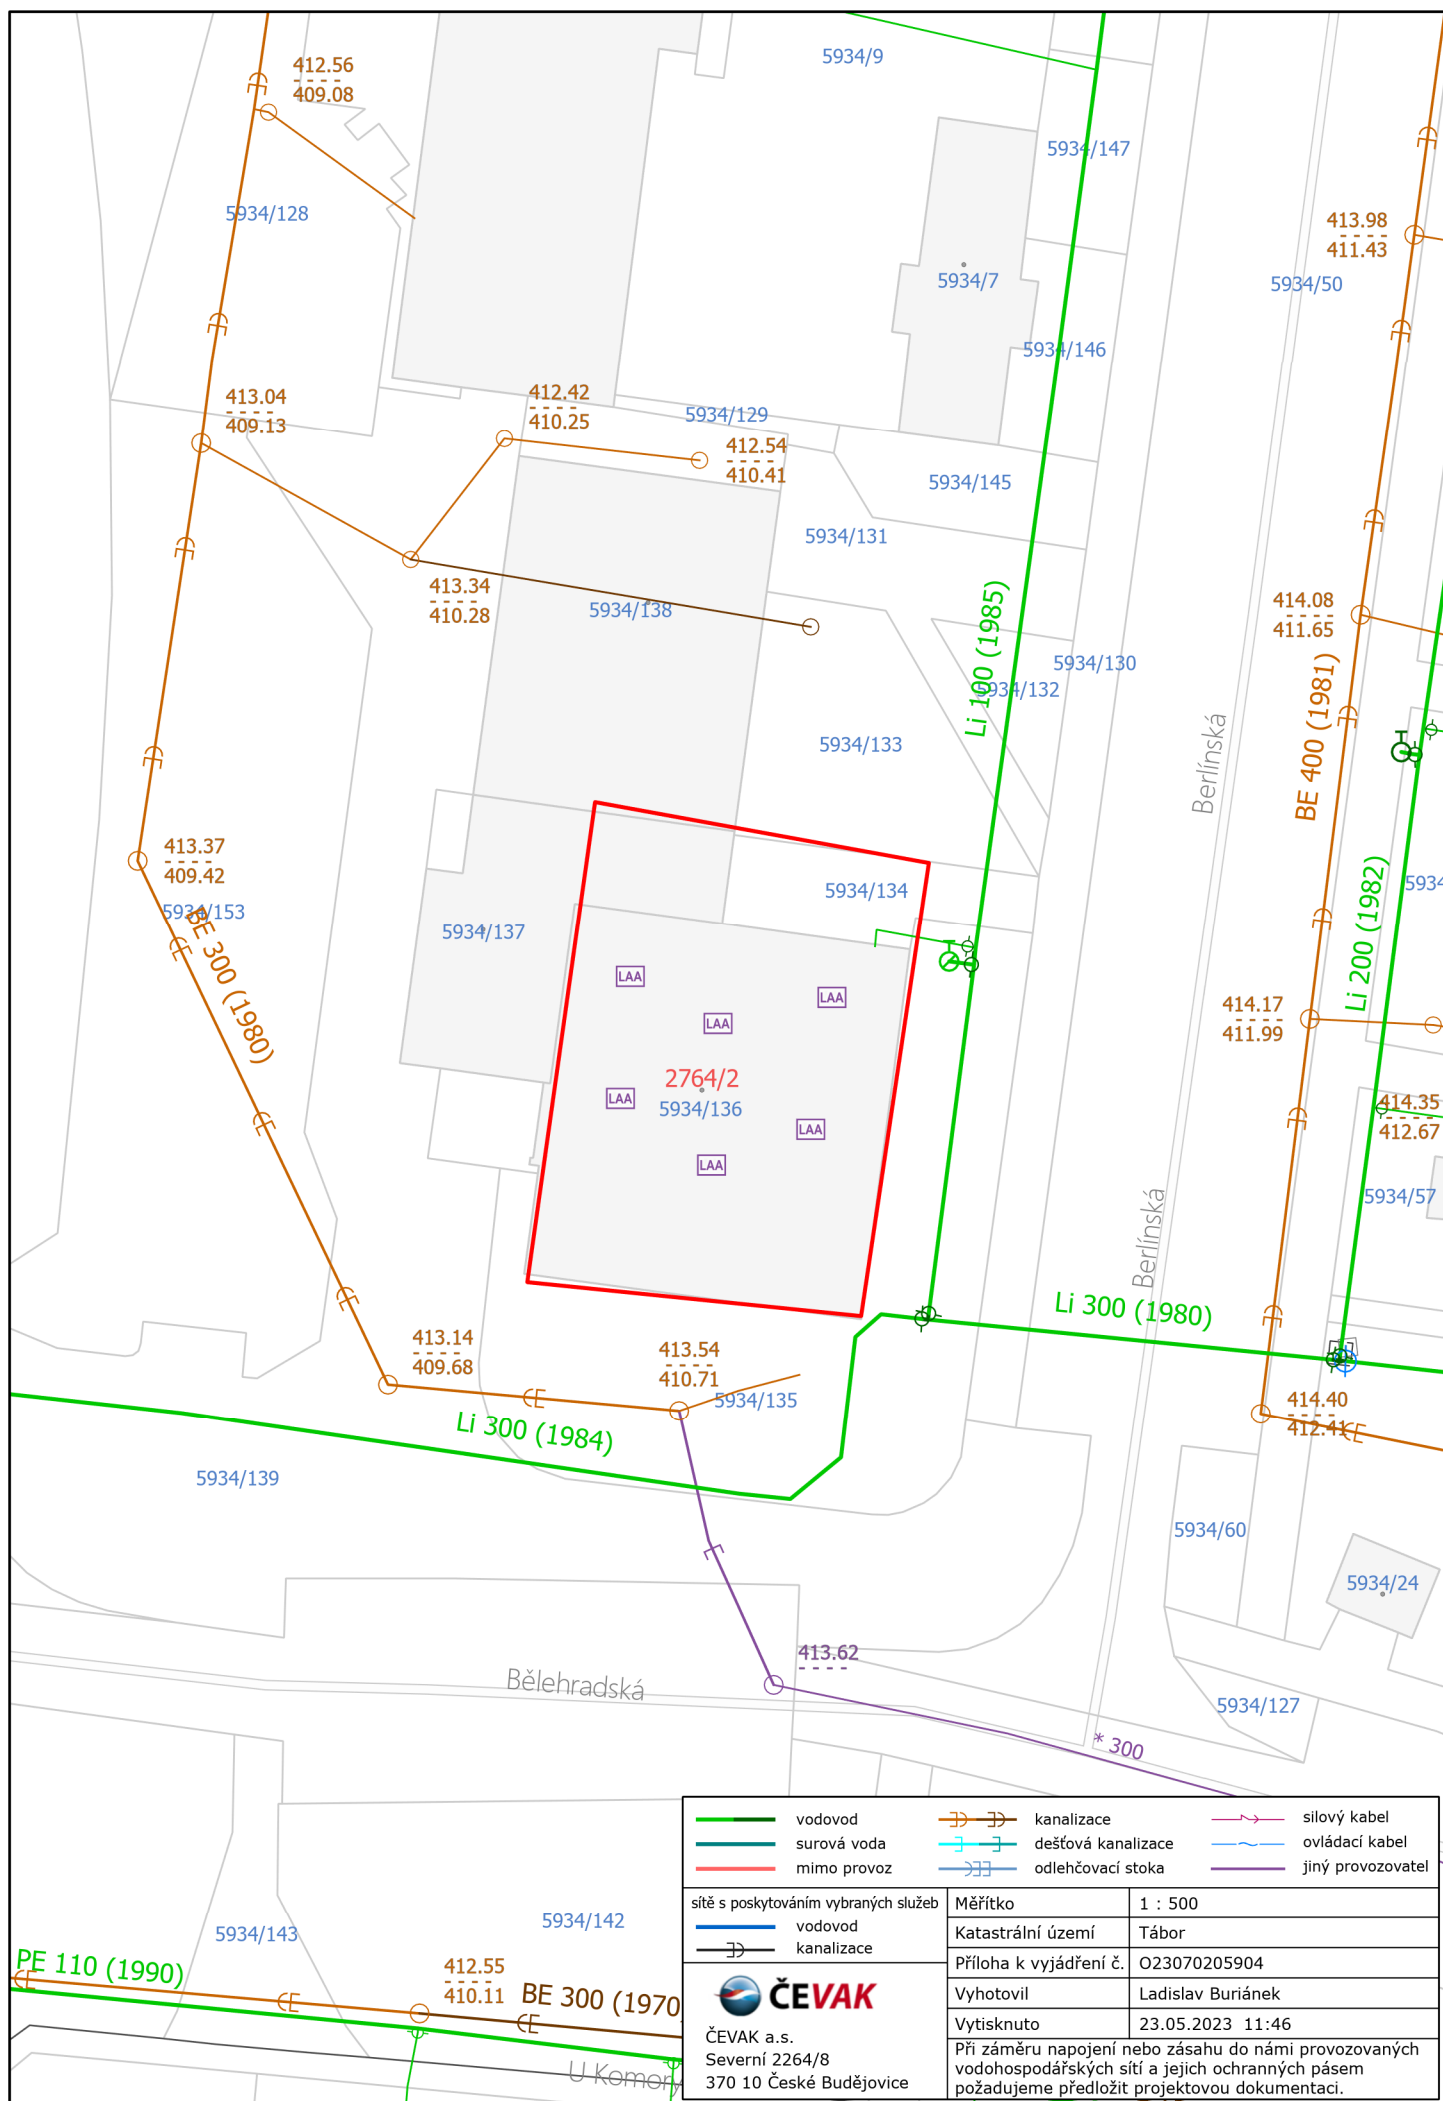 412.56
409.08
5934/9
5934/147
5934/128
413.98
411.43
5934/7
5934/50
5934/146
413.04
409.13
412.42
410.25
5934/129
412.54
410.41
5934/145
5934/131
413.34
410.28
5934/138
Li 100 (1985)
414.08
411.65
5934/130
5934/132
BE 400 (1981)
Berlínská
5934/133
413.37
409.42
5934/153
BE 300 (1980)
5934/137
5934/134
Li 200 (1982)
5934
LAA
LAA
LAA
414.17
411.99
2764/2
5934/136
LAA
LAA
LAA
414.35
412.67
5934/57
Berlínská
Li 300 (1980)
413.14
409.68
413.54
410.71
5934/135
414.40
412.41
Li 300 (1984)
5934/139
5934/60
5934/24
413.62
Bělehradská
5934/127
* 300
5934/143
5934/142
PE 110 (1990)
412.55
410.11
BE 300 (1970
U Komory
vodovod
surová voda
mimo provoz
kanalizace
dešťová kanalizace
odlehčovací stoka
silový kabel
ovládací kabel
jiný provozovatel
sítě s poskytováním vybraných služeb
vodovod
kanalizace
ČEVAK
ČEVAK a.s.
Severní 2264/8
370 10 České Budějovice
Měřítko 1 : 500
Katastrální území Tábor
Příloha k vyjádření č. O23070205904
Vyhotovil Ladislav Buriánek
Vytisknuto 23.05.2023 11:46
Při záměru napojení nebo zásahu do námi provozovaných
vodohospodářských sítí a jejich ochranných pásem
požadujeme předložit projektovou dokumentaci.